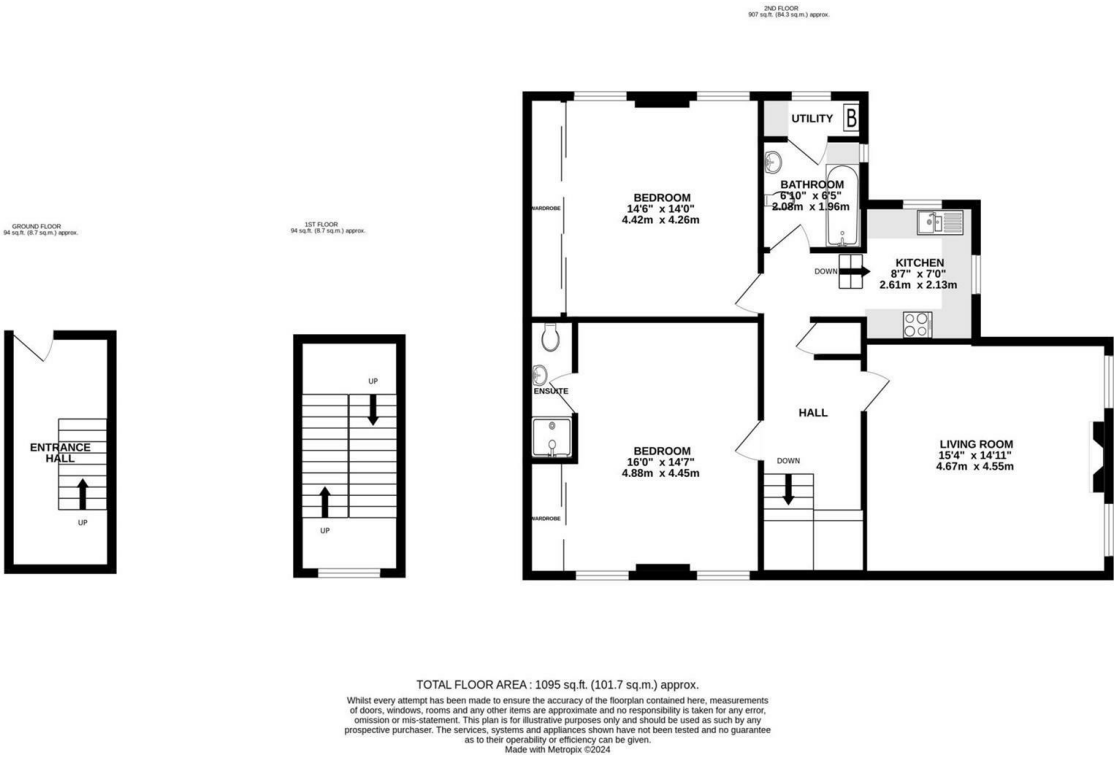 2ND FLOOR
907 sq.ft. (84.3 sq.m.) approx.
GROUND FLOOR
94 sq.ft. (8.7 sq.m.) approx.
1ST FLOOR
94 sq.ft. (8.7 sq.m.) approx.
ENTRANCE
HALL
UP
UP
UP
UTILITY
B
BEDROOM
14'6" x 14'0"
4.42m x 4.26m
WARDROBE
BATHROOM
6'10" x 6'5"
2.08m x 1.96m
KITCHEN
8'7" x 7'0"
2.61m x 2.13m
DOWN
ENSUITE
BEDROOM
16'0" x 14'7"
4.88m x 4.45m
WARDROBE
HALL
DOWN
LIVING ROOM
15'4" x 14'11"
4.67m x 4.55m
TOTAL FLOOR AREA : 1095 sq.ft. (101.7 sq.m.) approx.
Whilst every attempt has been made to ensure the accuracy of the floorplan contained here, measurements
of doors, windows, rooms and any other items are approximate and no responsibility is taken for any error,
omission or mis-statement. This plan is for illustrative purposes only and should be used as such by any
prospective purchaser. The services, systems and appliances shown have not been tested and no guarantee
as to their operability or efficiency can be given.
Made with Metropix ©2024